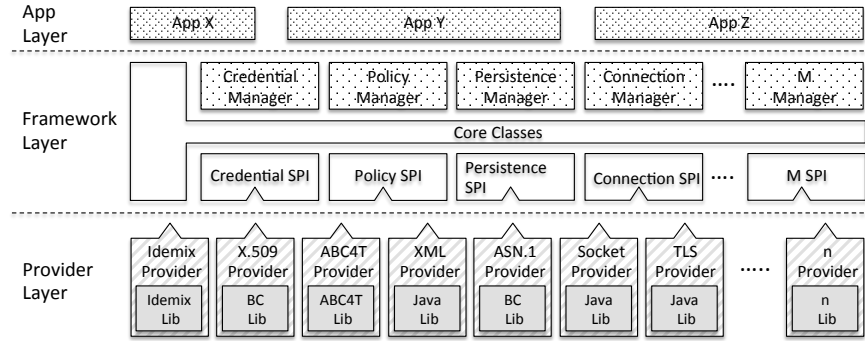 App Layer
App X
App Y
App Z
Framework Layer
Credential Manager
Policy Manager
Persistence Manager
Connection Manager
....
M. Manager
Core Classes
Credential SPI
Policy SPI
Persistence SPI
Connection SPI
....
M SPI
Provider Layer
Idemix Provider
Idemix Lib
X.509 Provider
BC Lib
ABC4T Provider
ABC4T Lib
XML Provider
Java Lib
ASN.1 Provider
BC Lib
Socket Provider
Java Lib
TLS Provider
Java Lib
.....
n Provider
n Lib